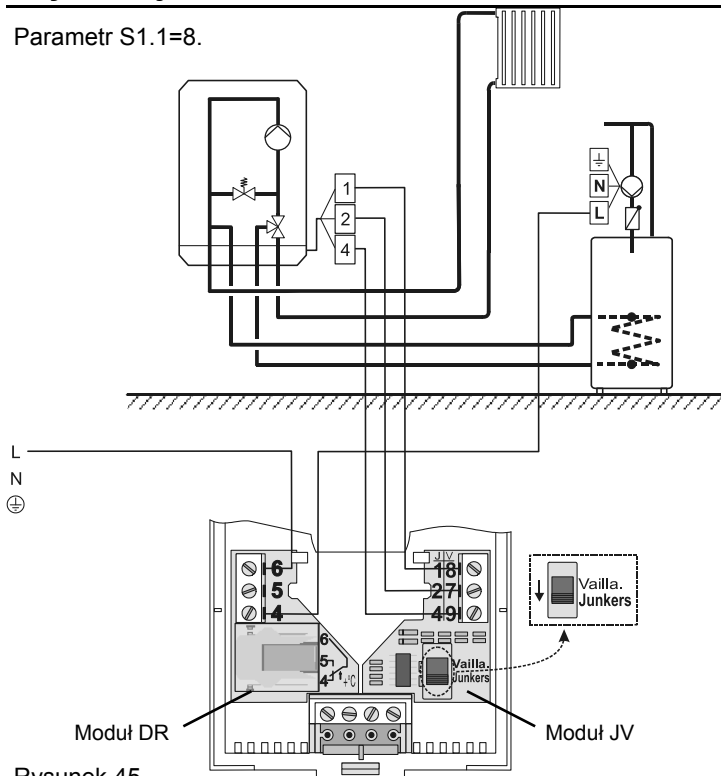 Parametr S1.1=8.
1
2
4
N
L
L
N
6
5
4
J V
18
27
49
6
5
4 +°C
Vailla.
Junkers
Vailla.
Junkers
Moduł DR
Moduł JV
Rysunek 45